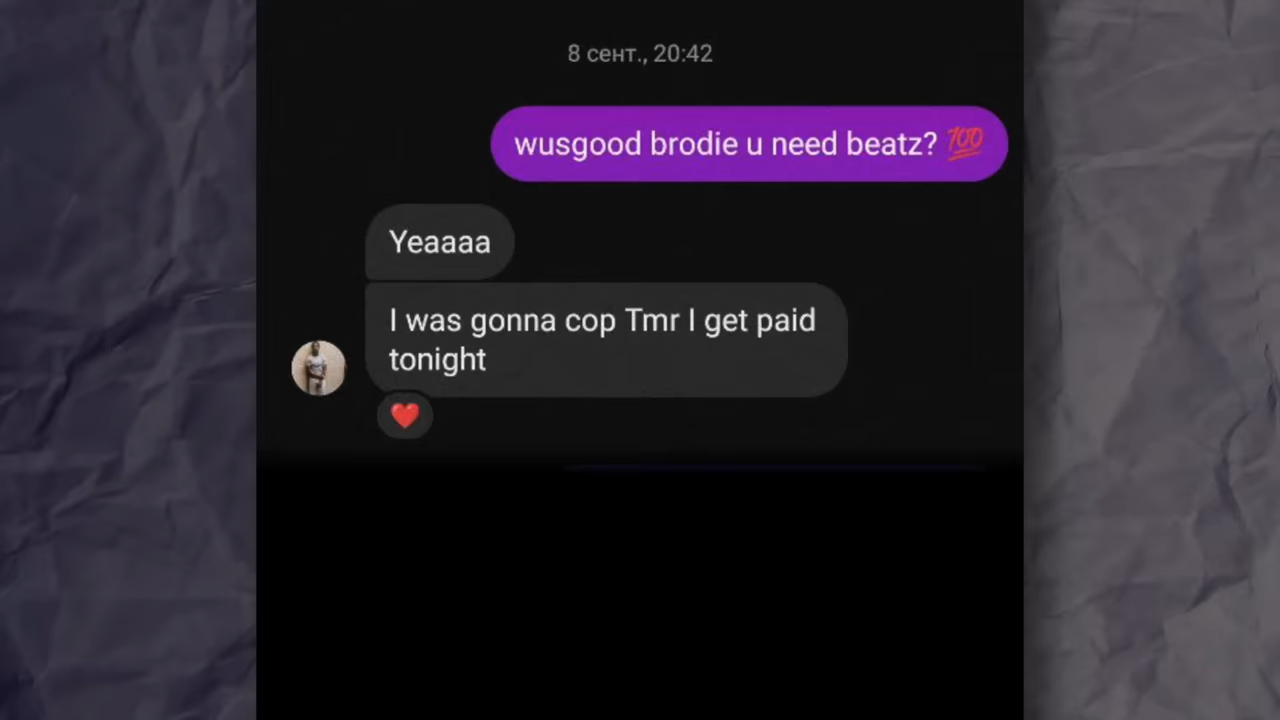 8 сент., 20:42
wusgood brodie u need beatz? 💯
Yeaaaa
I was gonna cop Tmr I get paid
tonight